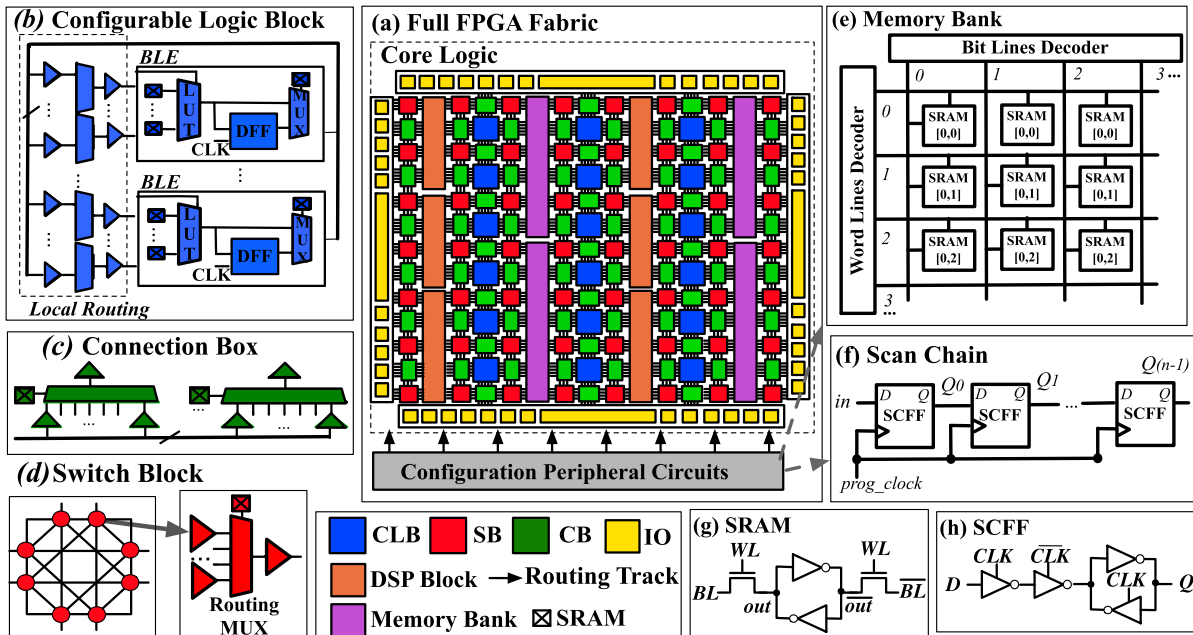 (b) Configurable Logic Block
BLE
LUT
MUX
DFF
CLK
...
BLE
LUT
MUX
DFF
CLK
Local Routing
(c) Connection Box
...
...
...
(d) Switch Block
Routing
MUX
(a) Full FPGA Fabric
Core Logic
Configuration Peripheral Circuits
CLB
SB
CB
IO
DSP Block
Routing Track
Memory Bank
SRAM
(e) Memory Bank
Bit Lines Decoder
Word Lines Decoder
0 1 2 3 ...
0
SRAM [0,0]
SRAM [0,0]
SRAM [0,0]
1
SRAM [0,1]
SRAM [0,1]
SRAM [0,1]
2
SRAM [0,2]
SRAM [0,2]
SRAM [0,2]
3
...
(f) Scan Chain
in
D Q
SCFF
Q0
D Q
SCFF
Q1
...
Q(n-1)
D Q
SCFF
prog_clock
(g) SRAM
WL
WL
BL
out
out̅
B̅L̅
(h) SCFF
D
CLK
C̅L̅K̅
CLK
Q